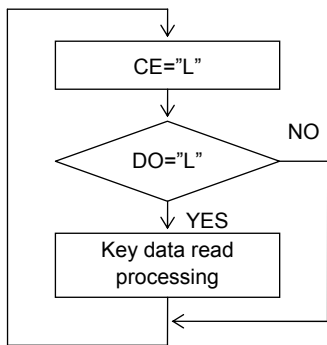 CE=”L”
DO=”L”
NO
YES
Key data read
processing